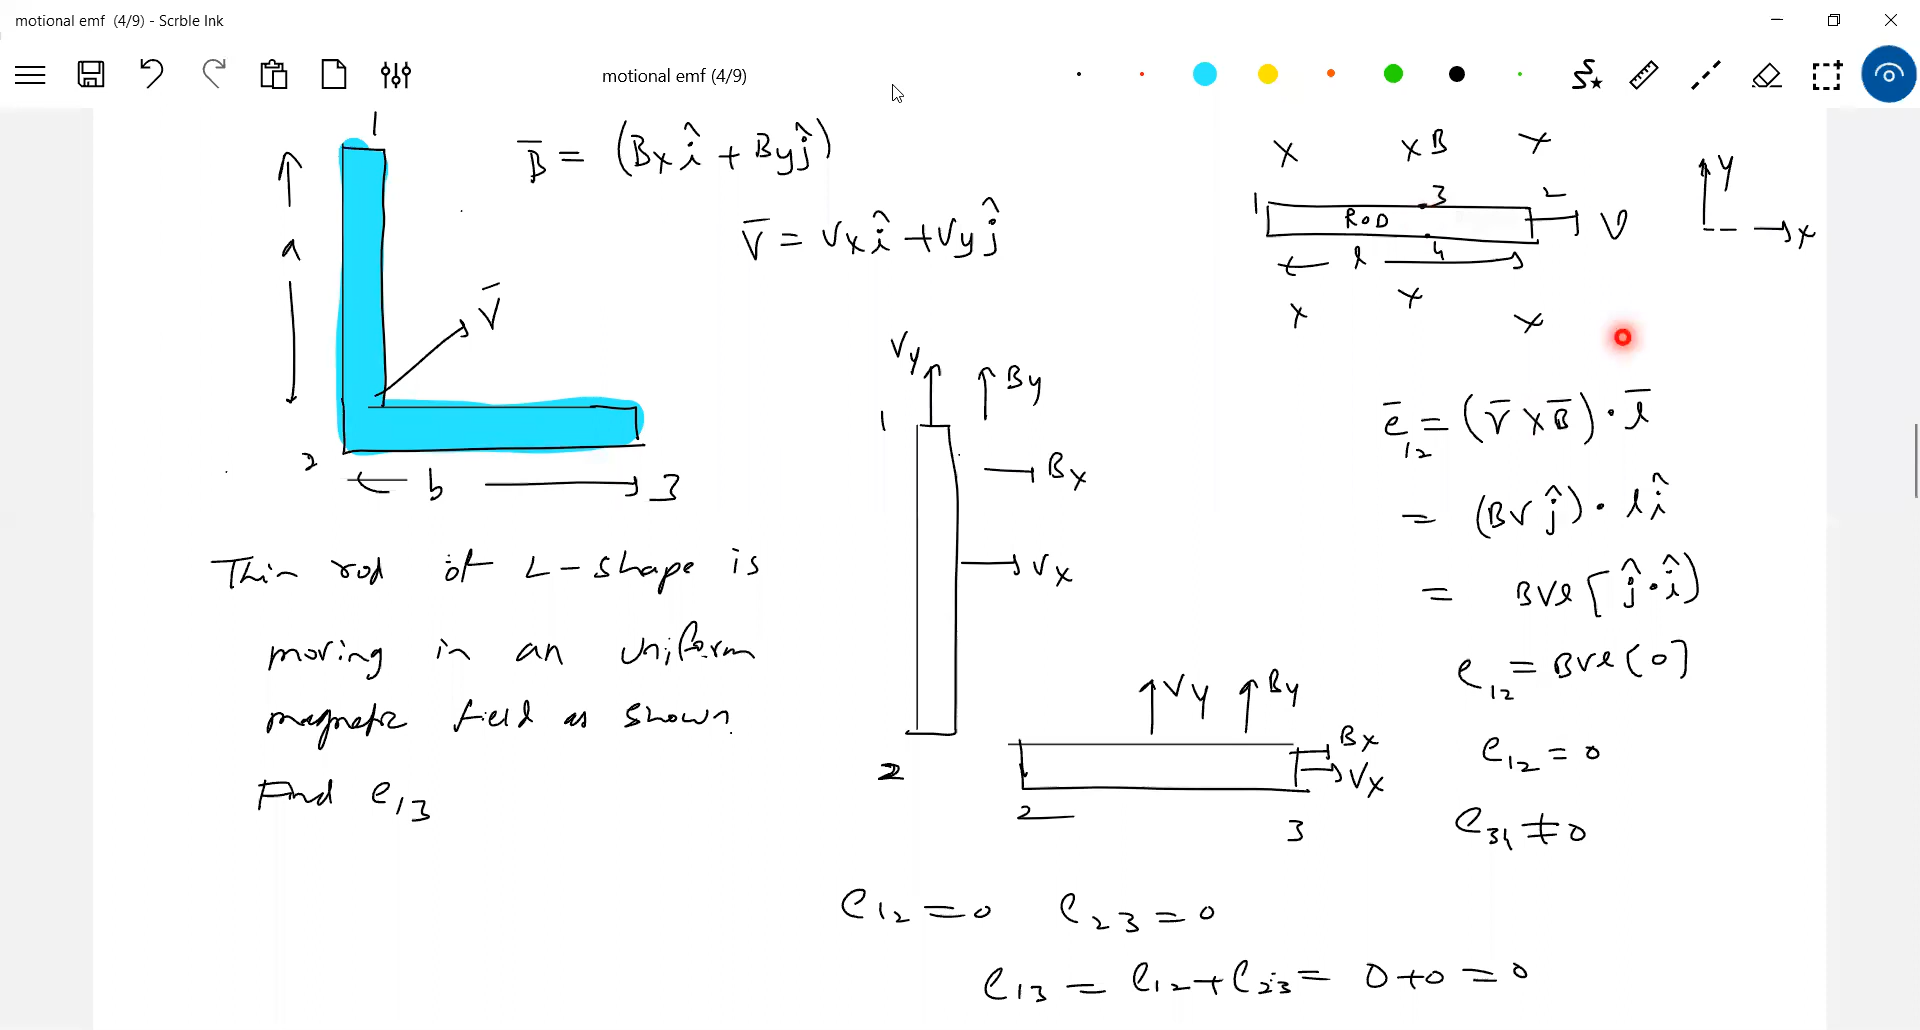 motional emf (4/9) - Scrble Ink
motional emf (4/9)
1
a
2
b
3
V̄
B̄ = (Bx î + By ĵ)
V̄ = Vx î + Vy ĵ
Thin rod of L-shape is
moving in an uniform
magnetic field as shown.
Find e13
Vy
By
1
Bx
Vx
2
Vy
By
Bx
Vx
2
3
e12 = 0 e23 = 0
e13 = e12 + e23 = 0 + 0 = 0
x x B x
1 3 2
ROD
V
l
4
x x x
y
x
ē12 = (V̄ x B̄) · l̄
= (BV ĵ) · l î
= BVl [ĵ · î)
e12 = BVl (0]
e12 = 0
e34 ≠ 0